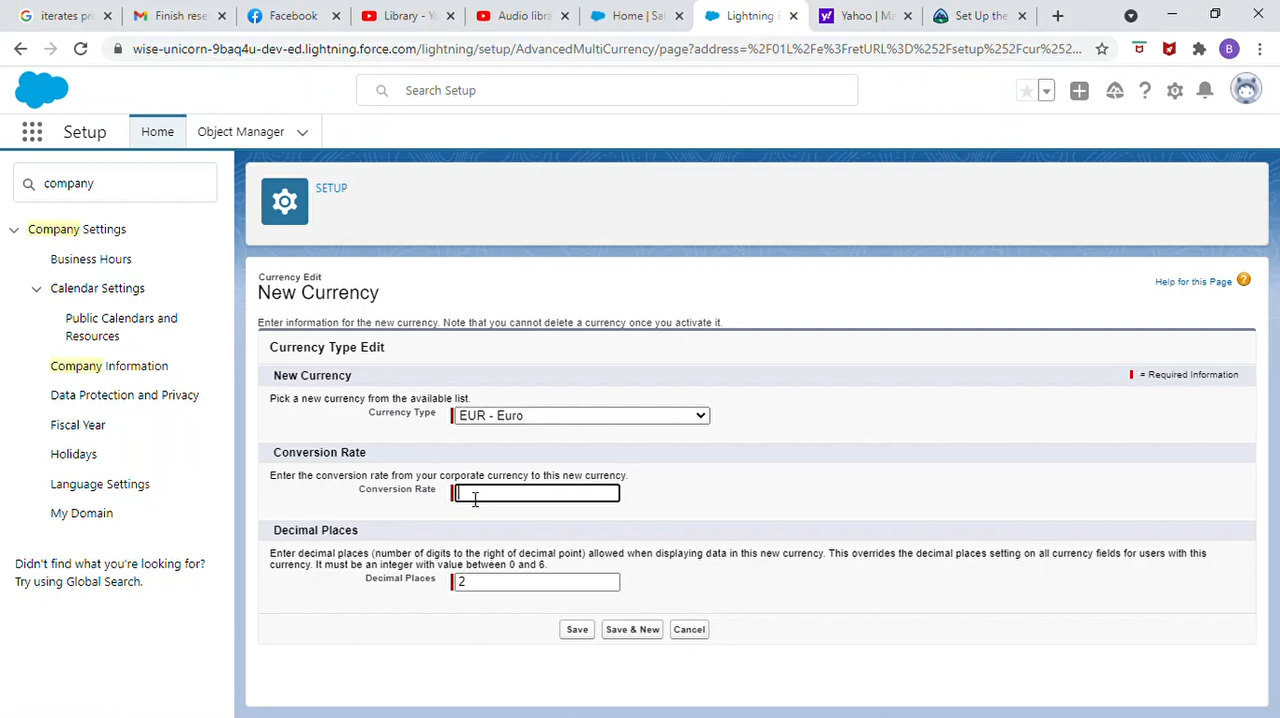 iterates pr
Finish rese
Facebook
Library - Yo
Audio libra
Home | Sal
Lightning E
Yahoo | Ma
Set Up the
wise-unicorn-9baq4u-dev-ed.lightning.force.com/lightning/setup/AdvancedMultiCurrency/page?address=%2F01L%2Fe%3FretURL%3D%252Fsetup%252Fcur%252...
B
Search Setup
Setup
Home
Object Manager
company
Company Settings
Business Hours
Calendar Settings
Public Calendars and
Resources
Company Information
Data Protection and Privacy
Fiscal Year
Holidays
Language Settings
My Domain
Didn't find what you're looking for?
Try using Global Search.
SETUP
Currency Edit
New Currency
Help for this Page
Enter information for the new currency. Note that you cannot delete a currency once you activate it.
Currency Type Edit
New Currency
= Required Information
Pick a new currency from the available list.
Currency Type EUR - Euro
Conversion Rate
Enter the conversion rate from your corporate currency to this new currency.
Conversion Rate
Decimal Places
Enter decimal places (number of digits to the right of decimal point) allowed when displaying data in this new currency. This overrides the decimal places setting on all currency fields for users with this
currency. It must be an integer with value between 0 and 6.
Decimal Places 2
Save Save & New Cancel